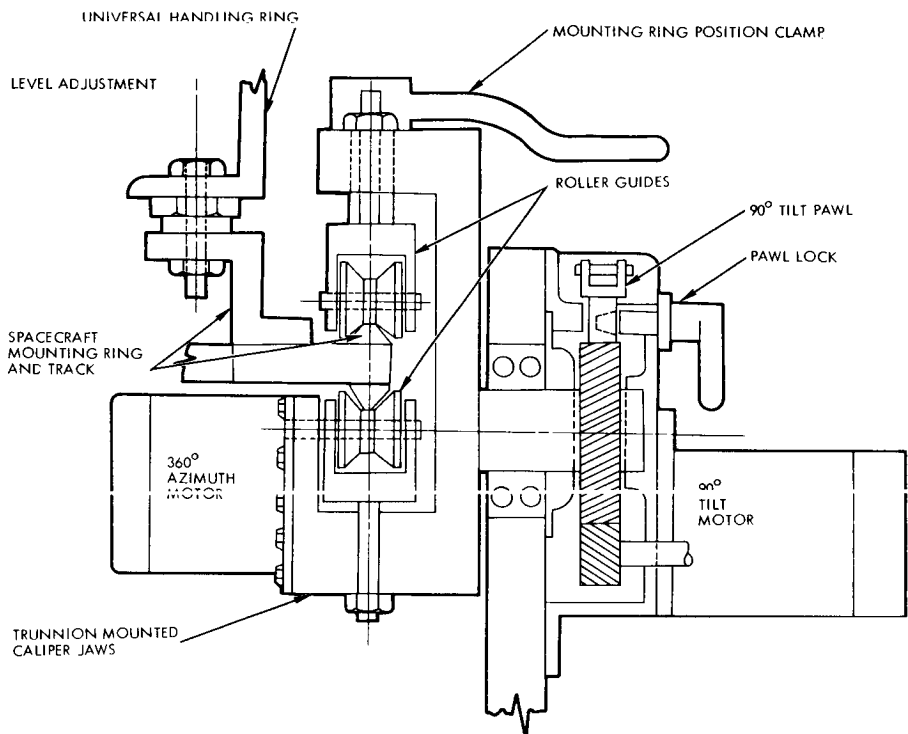 UNIVERSAL HANDLING RING
MOUNTING RING POSITION CLAMP
LEVEL ADJUSTMENT
ROLLER GUIDES
90° TILT PAWL
PAWL LOCK
SPACECRAFT
MOUNTING RING
AND TRACK
360°
AZIMUTH
MOTOR
90°
TILT
MOTOR
TRUNNION MOUNTED
CALIPER JAWS